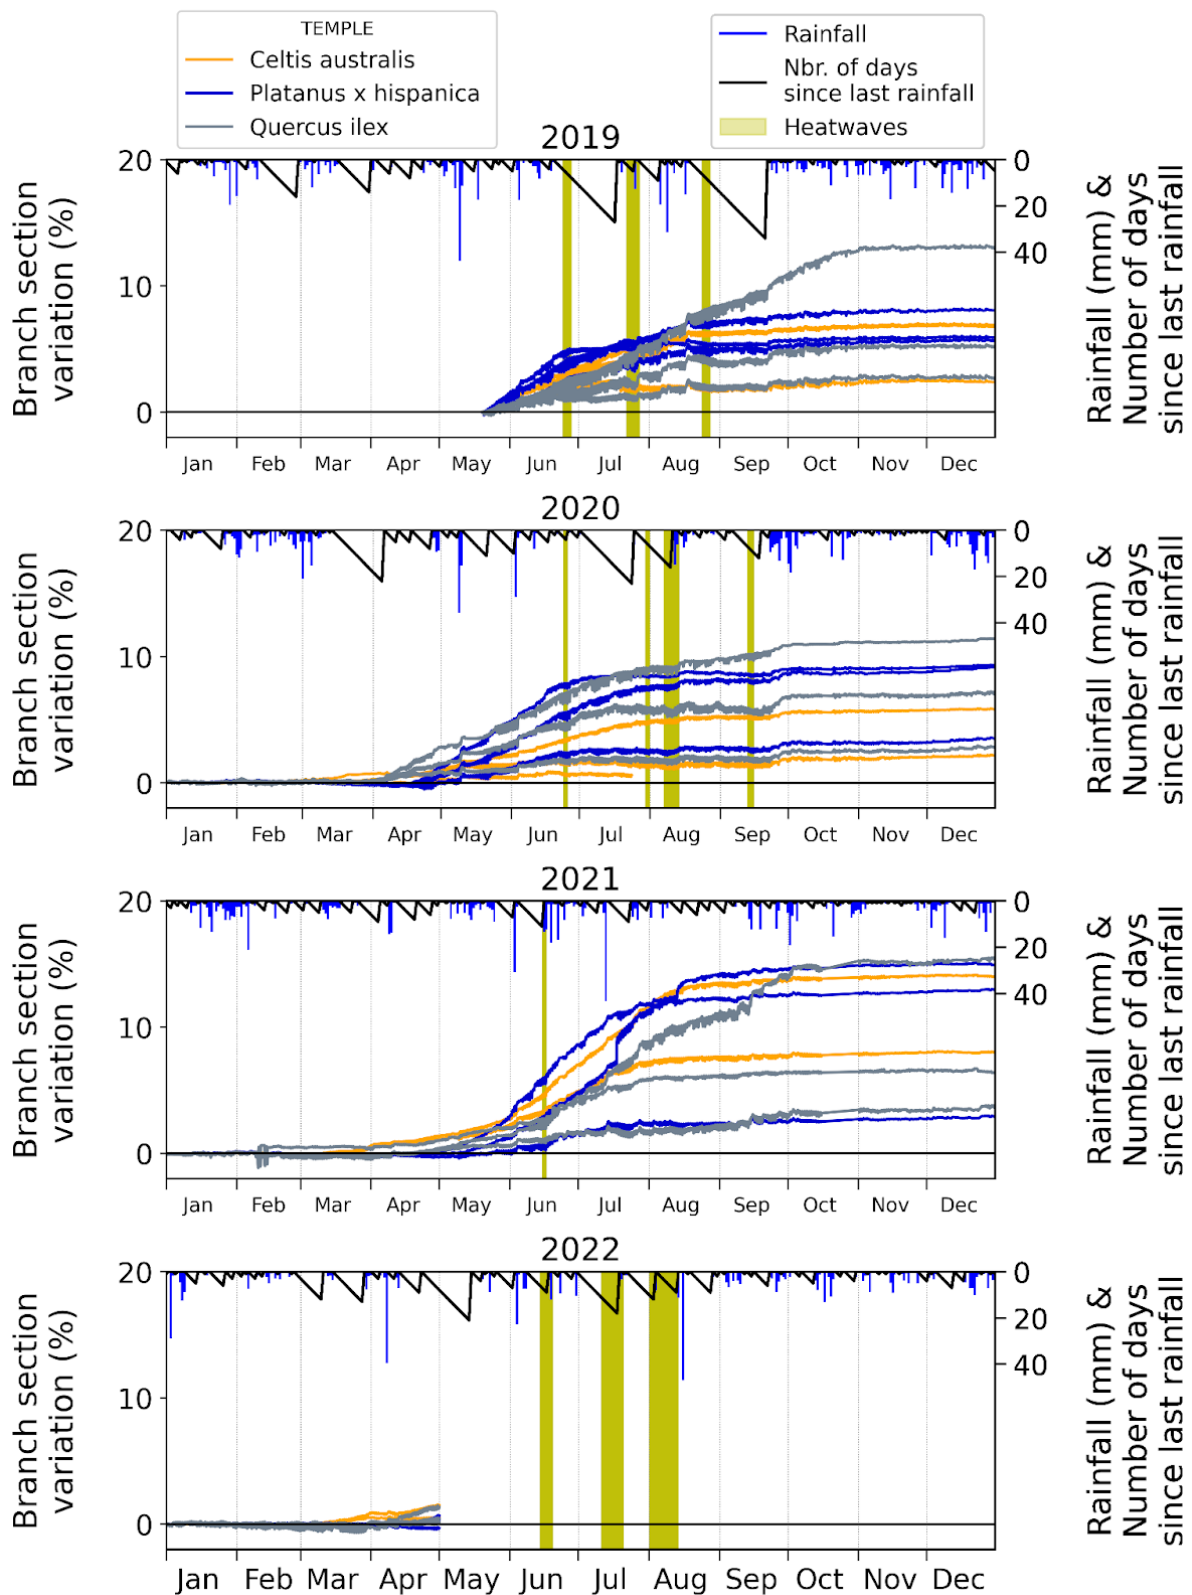 TEMPLE
Celtis australis
Platanus x hispanica
Quercus ilex
Rainfall
Nbr. of days
since last rainfall
Heatwaves
2019
Branch section
variation (%)
20
10
0
0
20
40
Rainfall (mm) &
Number of days
since last rainfall
Jan Feb Mar Apr May Jun Jul Aug Sep Oct Nov Dec
2020
Branch section
variation (%)
20
10
0
0
20
40
Rainfall (mm) &
Number of days
since last rainfall
Jan Feb Mar Apr May Jun Jul Aug Sep Oct Nov Dec
2021
Branch section
variation (%)
20
10
0
0
20
40
Rainfall (mm) &
Number of days
since last rainfall
Jan Feb Mar Apr May Jun Jul Aug Sep Oct Nov Dec
2022
Branch section
variation (%)
20
10
0
0
20
40
Rainfall (mm) &
Number of days
since last rainfall
Jan Feb Mar Apr May Jun Jul Aug Sep Oct Nov Dec